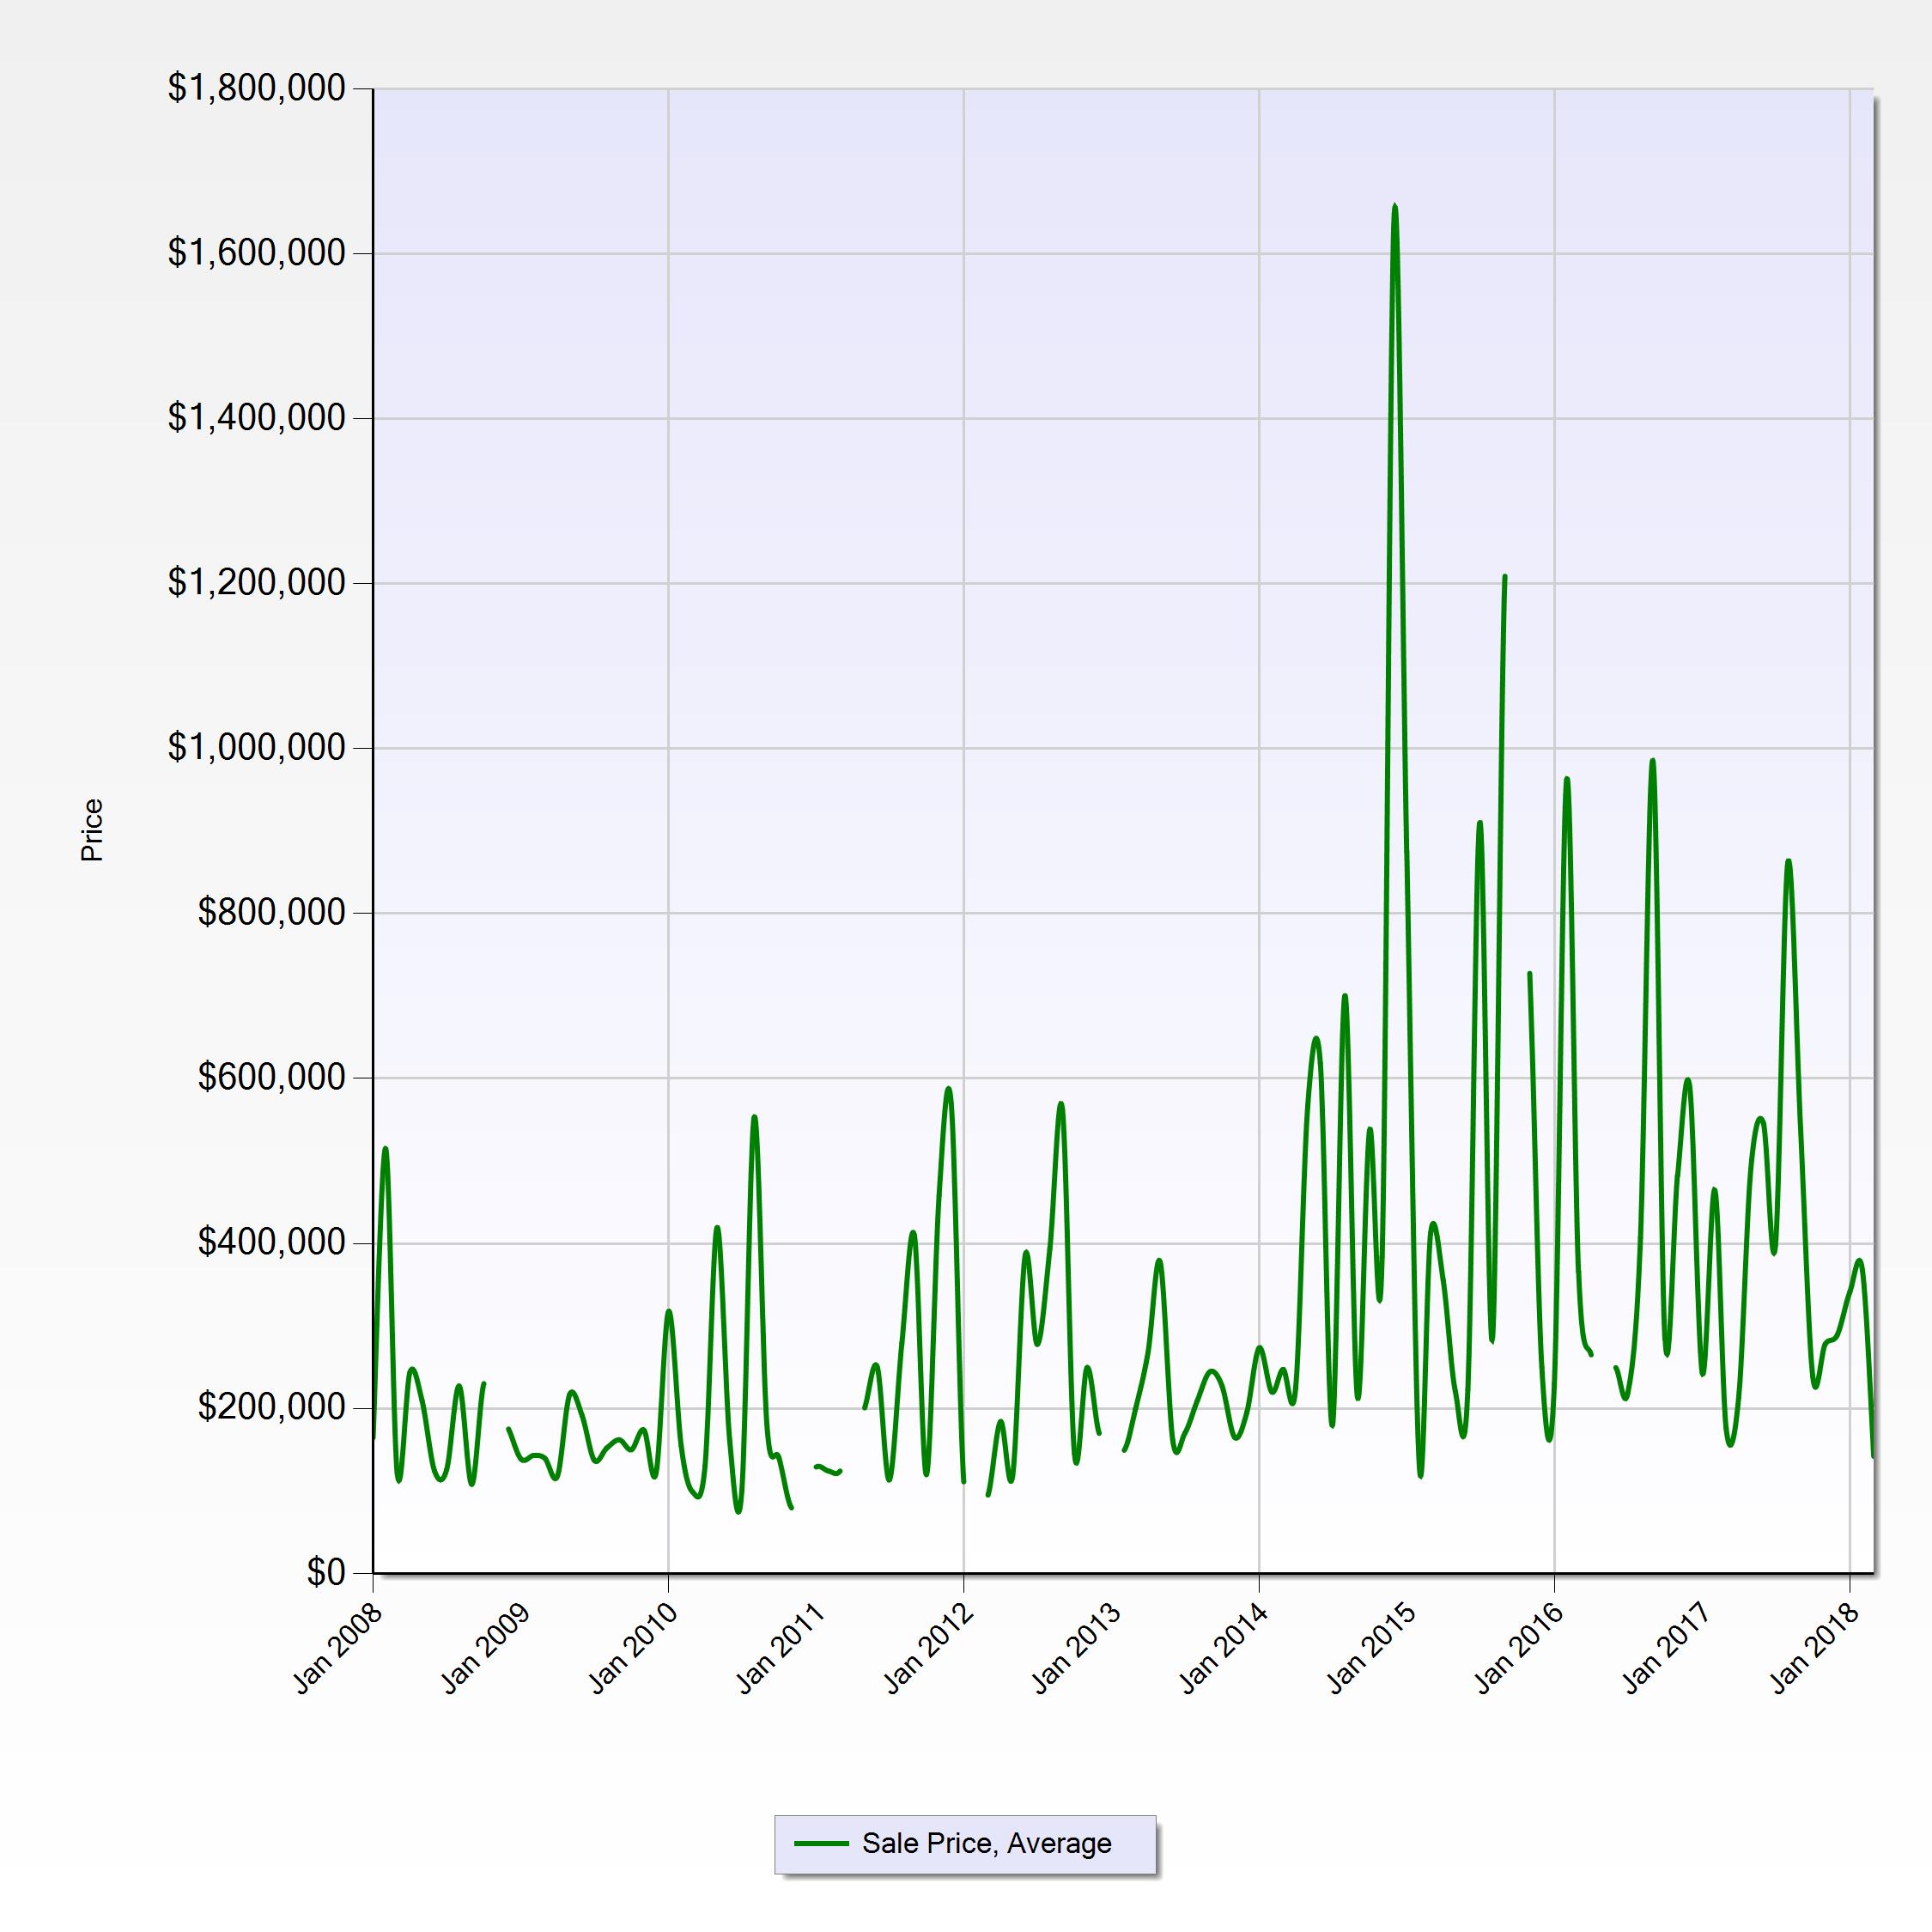 $1,800,000
$1,600,000
$1,400,000
$1,200,000
$1,000,000
$800,000
$600,000
$400,000
$200,000
$0
Price
Jan 2008
Jan 2009
Jan 2010
Jan 2011
Jan 2012
Jan 2013
Jan 2014
Jan 2015
Jan 2016
Jan 2017
Jan 2018
Sale Price, Average